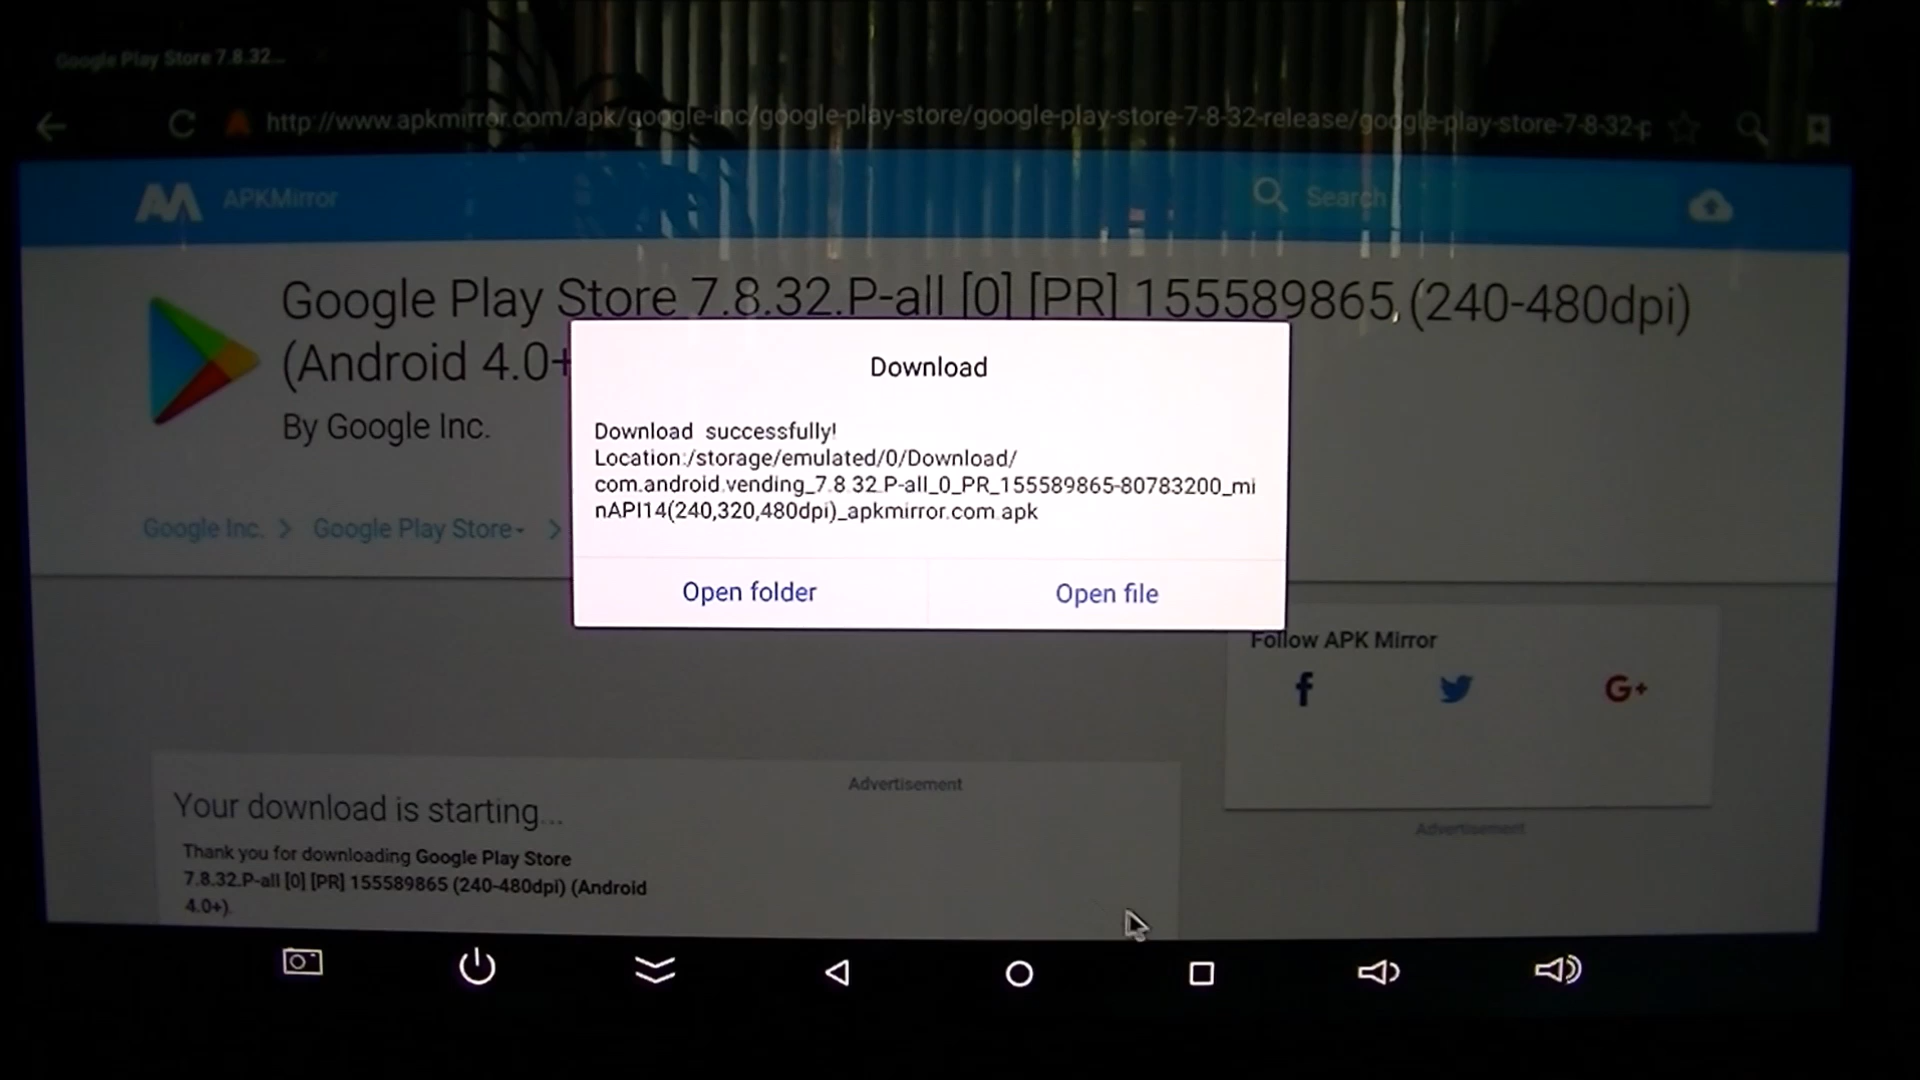 Google Play Store 7.8.32...
http://www.apkmirror.com/apk/google-inc/google-play-store/google-play-store-7-8-32-release/google-play-store-7-8-32-p
APKMirror
Search
Google Play Store 7.8.32.P-all [0] [PR] 155589865 (240-480dpi)
(Android 4.0+
By Google Inc.
Google Inc. > Google Play Store >
Download
Download successfully!
Location:/storage/emulated/0/Download/
com.android.vending_7.8.32.P-all_0_PR_155589865-80783200_mi
nAPI14(240,320,480dpi)_apkmirror.com.apk
Open folder
Open file
Follow APK Mirror
f
G+
Advertisement
Your download is starting...
Thank you for downloading Google Play Store
7.8.32.P-all [0] [PR] 155589865 (240-480dpi) (Android
4.0+).
Advertisement